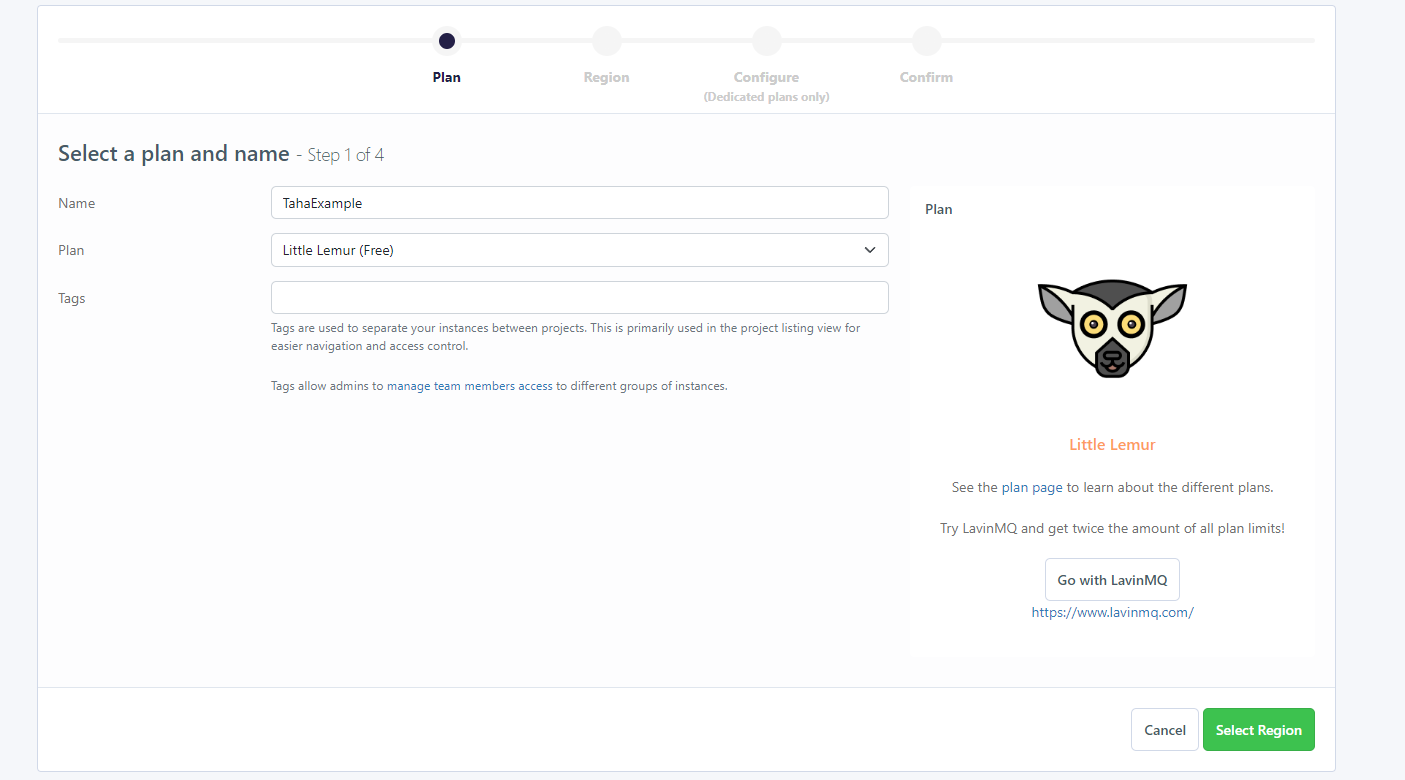 Plan
Region
Configure
Confirm
(Dedicated plans only)
Select a plan and name - Step 1 of 4
Name
TahaExample
Plan
Little Lemur (Free)
Tags
Tags are used to separate your instances between projects. This is primarily used in the project listing view for
easier navigation and access control.
Tags allow admins to manage team members access to different groups of instances.
Plan
Little Lemur
See the plan page to learn about the different plans.
Try LavinMQ and get twice the amount of all plan limits!
Go with LavinMQ
https://www.lavinmq.com/
Cancel
Select Region